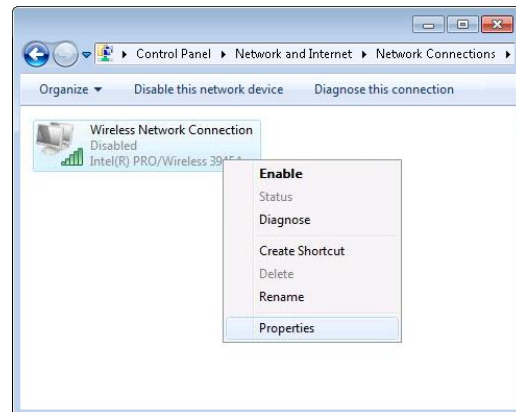 Control Panel ▸ Network and Internet ▸ Network Connections ▸
Organize ▾ Disable this network device Diagnose this connection
Wireless Network Connection
Disabled
Intel(R) PRO/Wireless
Enable
Status
Diagnose
Create Shortcut
Delete
Rename
Properties